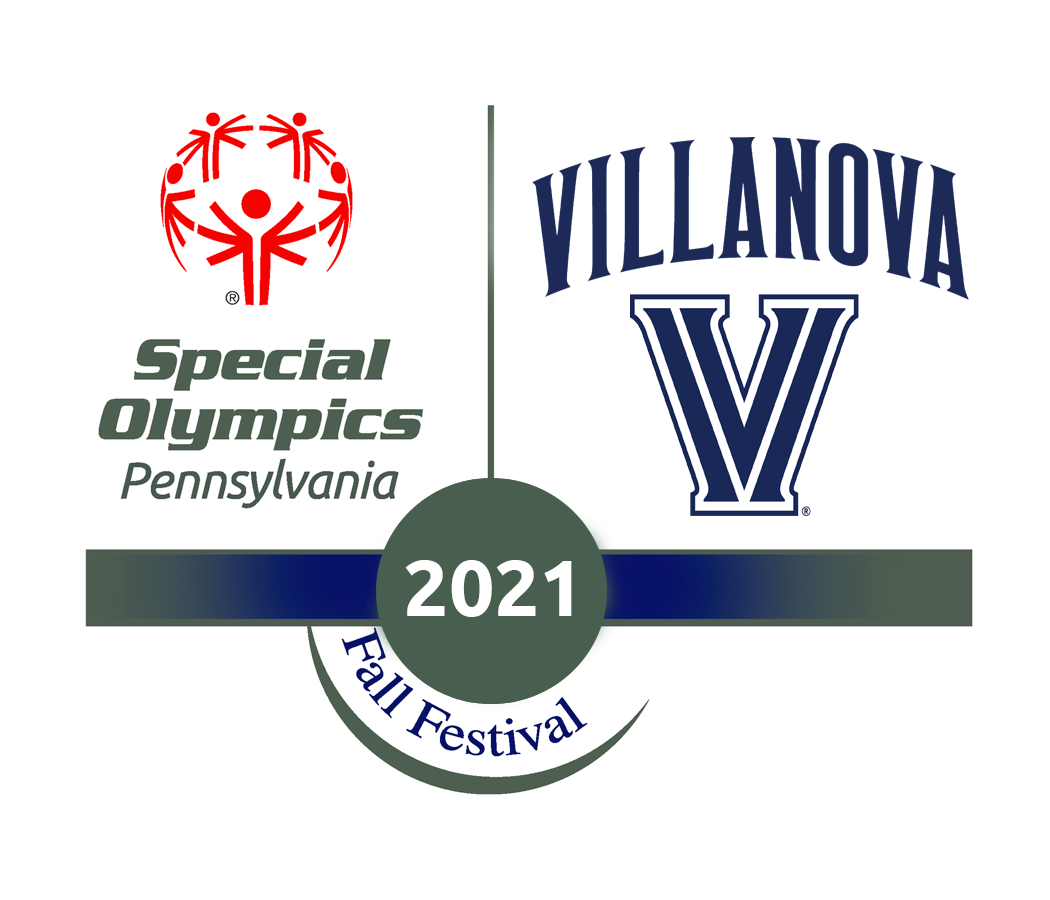 ®
Special
Olympics
Pennsylvania
VILLANOVA
V
®
2021
Fall Festival